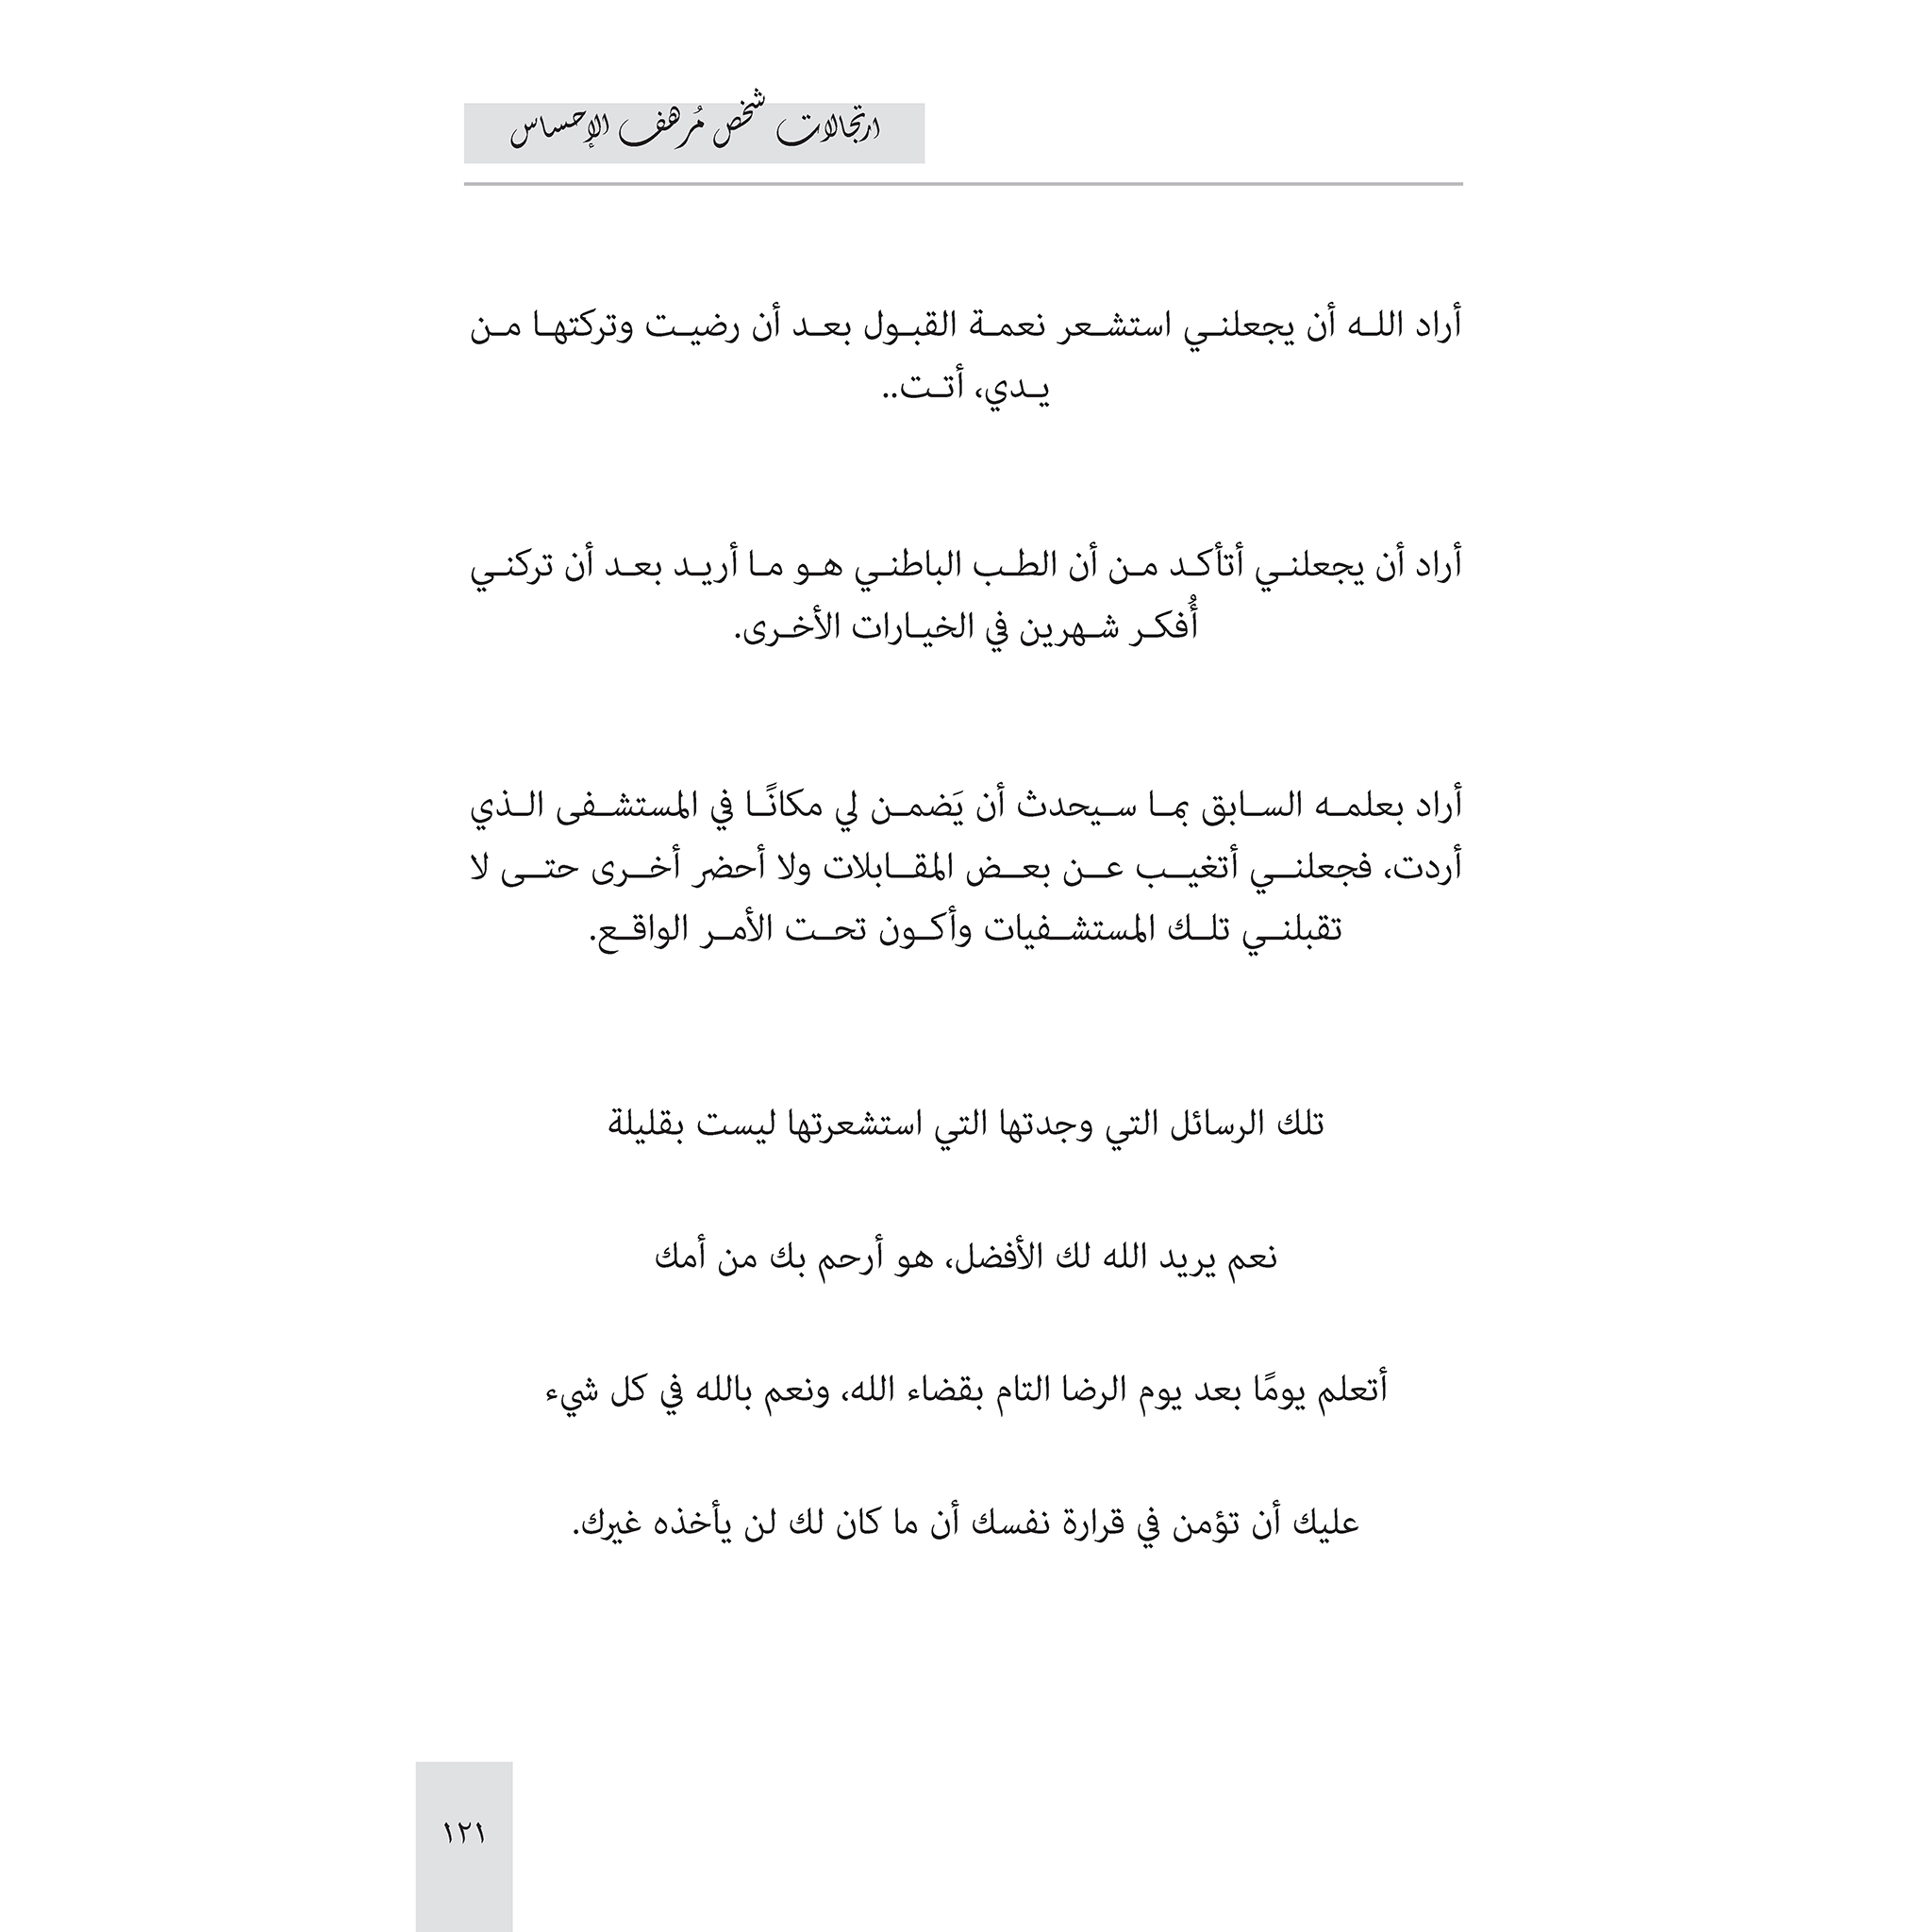 ارتجالات شخص مُرهف الإحساس
أراد الله أن يجعلني استشعر نعمة القبول بعد أن رضيت وتركتها من
يدي، أتت..
أراد أن يجعلني أتأكد من أن الطب الباطني هو ما أريد بعد أن تركني
أُفكر شهرين في الخيارات الأخرى.
أراد بعلمه السابق بما سيحدث أن يَضمن لي مكانًا في المستشفى الذي
أردت، فجعلني أتغيب عن بعض المقابلات ولا أحضر أخرى حتى لا
تقبلني تلك المستشفيات وأكون تحت الأمر الواقع.
تلك الرسائل التي وجدتها التي استشعرتها ليست بقليلة
نعم يريد الله لك الأفضل، هو أرحم بك من أمك
أتعلم يومًا بعد يوم الرضا التام بقضاء الله، ونعم بالله في كل شيء
عليك أن تؤمن في قرارة نفسك أن ما كان لك لن يأخذه غيرك.
١٢١